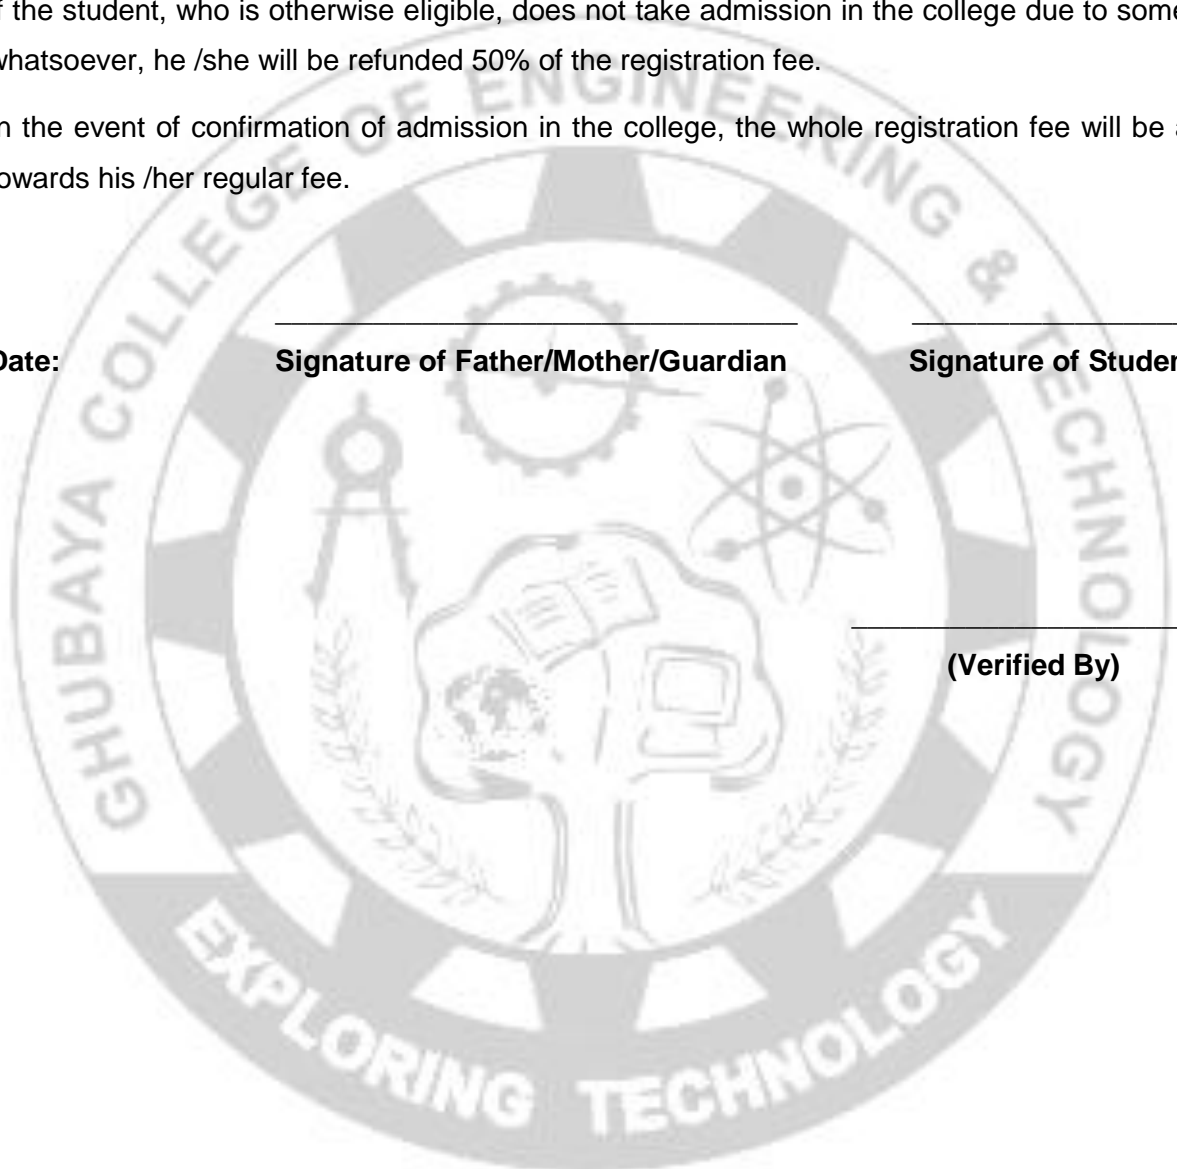 f the student, who is otherwise eligible, does not take admission in the college due to some
whatsoever, he /she will be refunded 50% of the registration fee.
n the event of confirmation of admission in the college, the whole registration fee will be a
towards his /her regular fee.
Date: Signature of Father/Mother/Guardian Signature of Studen
(Verified By)
GHUBAYA COLLEGE OF ENGINEERING & TECHNOLOGY
EXPLORING TECHNOLOGY